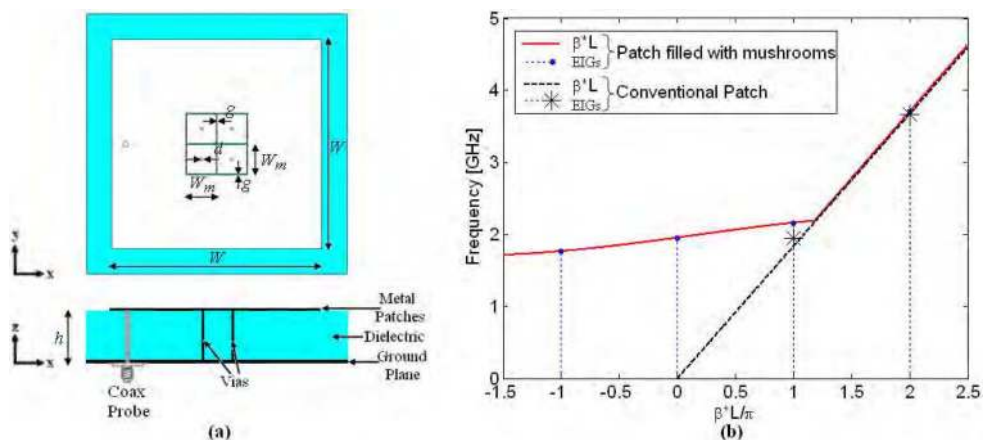 g
d
W
W_m
W_m
g
W
x
Metal
Patches
h
z
Dielectric
x
Ground
Plane
Vias
Coax
Probe
(a)
5
4
3
2
1
0
Frequency [GHz]
β*L
EIGs
Patch filled with mushrooms
β*L
EIGs
Conventional Patch
-1.5 -1 -0.5 0 0.5 1 1.5 2 2.5
β*L/π
(b)